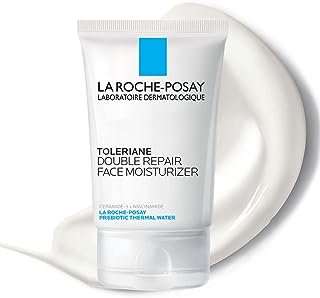 LA ROCHE-POSAY
LABORATOIRE DERMATOLOGIQUE
TOLERIANE
DOUBLE REPAIR
FACE MOISTURIZER
CERAMIDE-3 + NIACINAMIDE
LA ROCHE-POSAY
PREBIOTIC THERMAL WATER